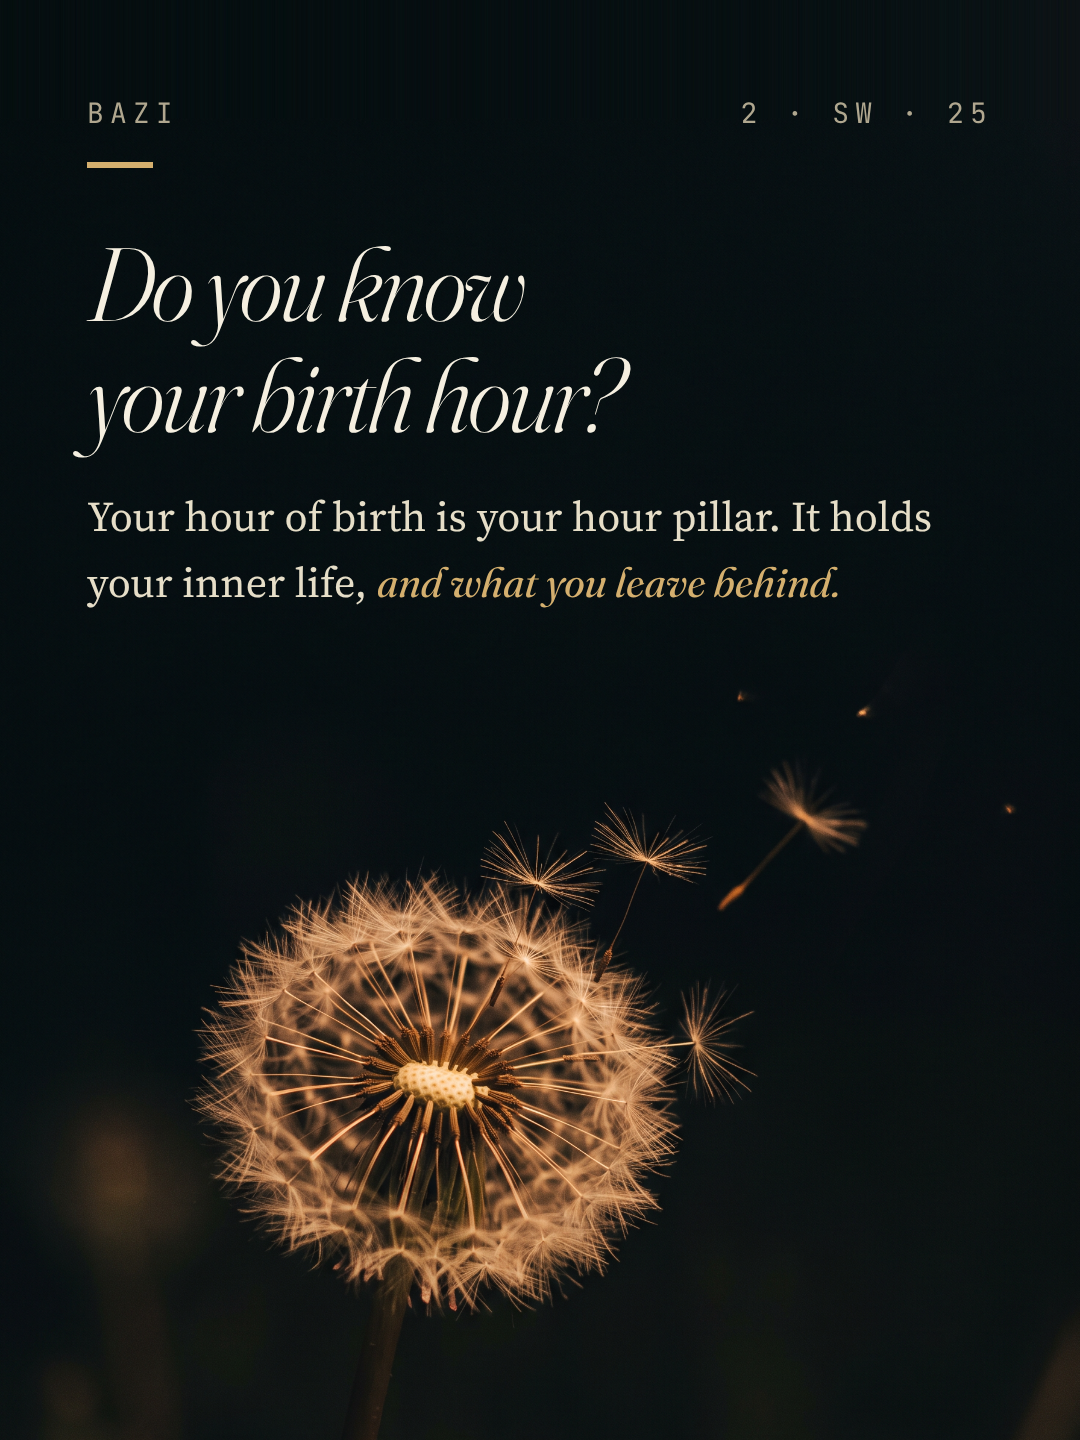 BAZI
2 · SW · 25
Do you know
your birth hour?
Your hour of birth is your hour pillar. It holds
your inner life, and what you leave behind.